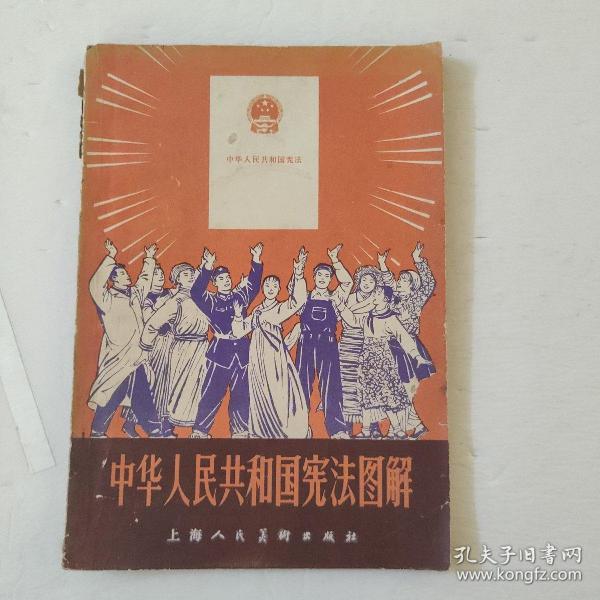 中华人民共和国宪法
中华人民共和国宪法图解
上海人民美術出版社
孔夫子旧书网
www.kongfz.com